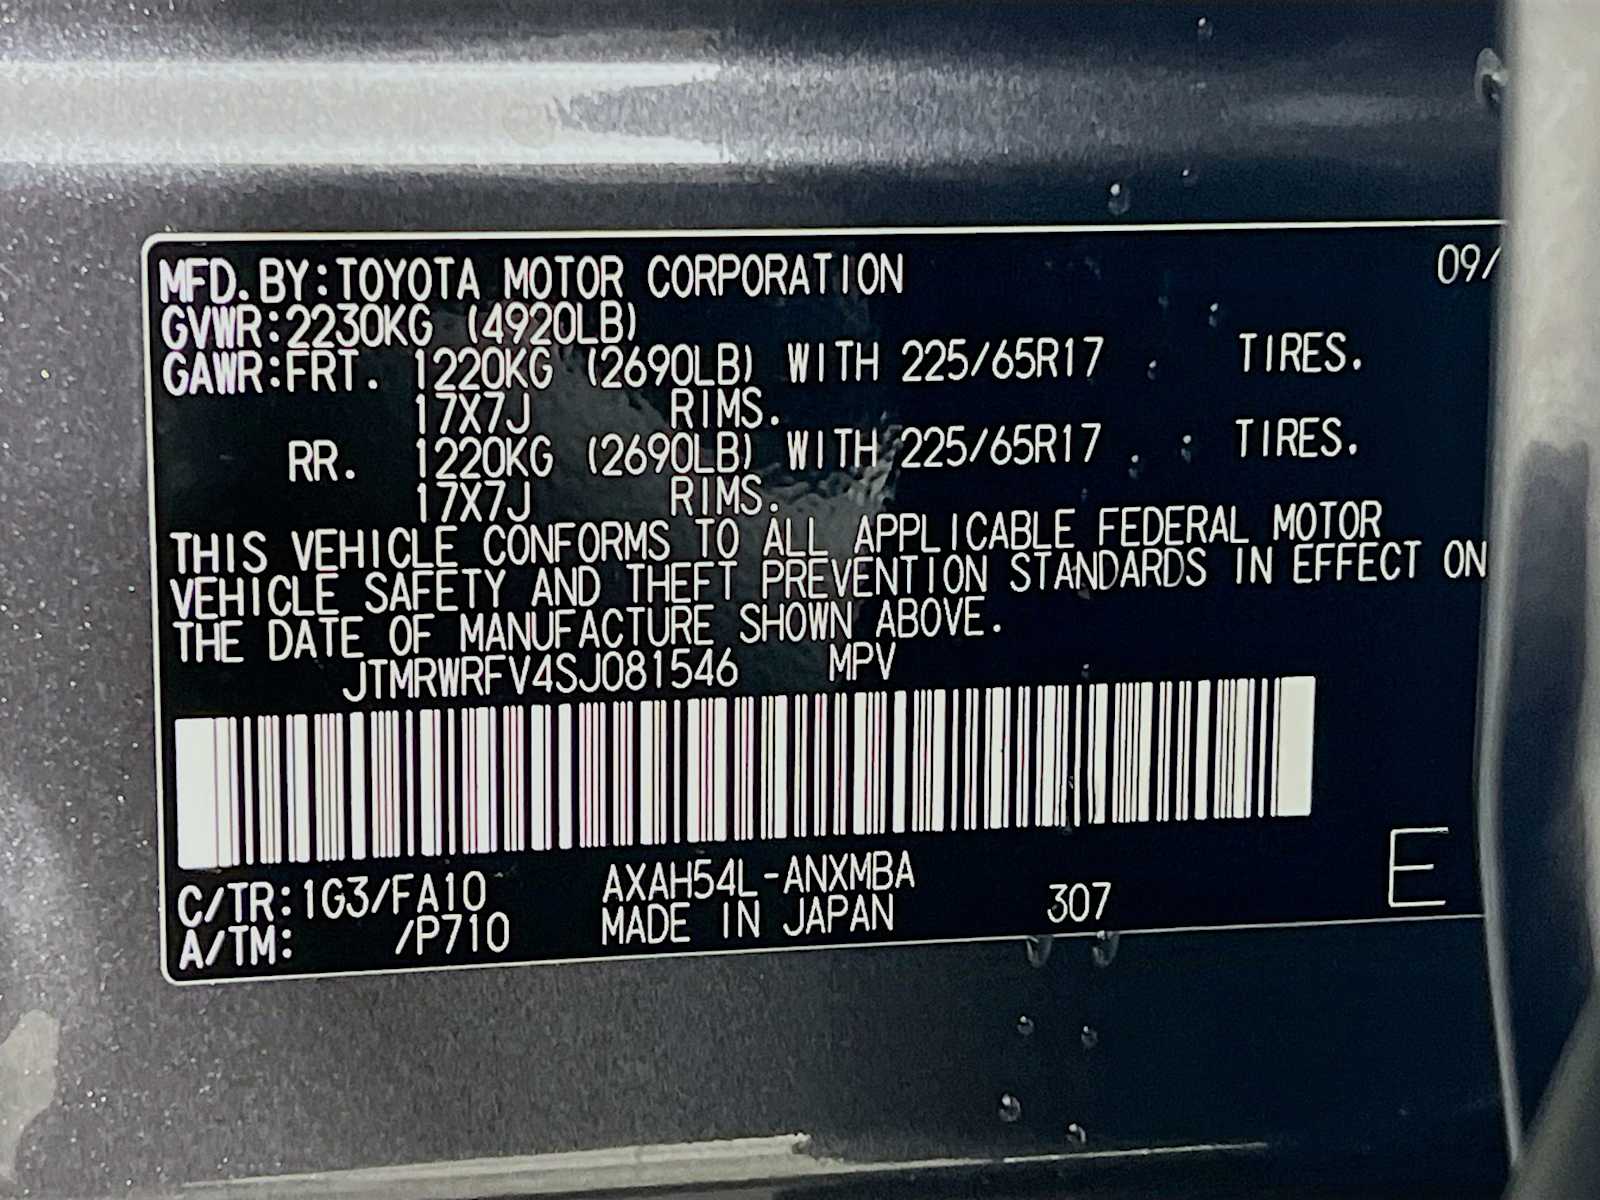 MFD.BY:TOYOTA MOTOR CORPORATION 09/
GVWR:2230KG (4920LB)
GAWR:FRT. 1220KG (2690LB) WITH 225/65R17 TIRES.
17X7J RIMS.
RR. 1220KG (2690LB) WITH 225/65R17 TIRES.
17X7J RIMS.
THIS VEHICLE CONFORMS TO ALL APPLICABLE FEDERAL MOTOR
VEHICLE SAFETY AND THEFT PREVENTION STANDARDS IN EFFECT ON
THE DATE OF MANUFACTURE SHOWN ABOVE.
JTMRWRFV4SJ081546 MPV
C/TR:1G3/FA10 AXAH54L-ANXMBA
A/TM: /P710 MADE IN JAPAN 307 E